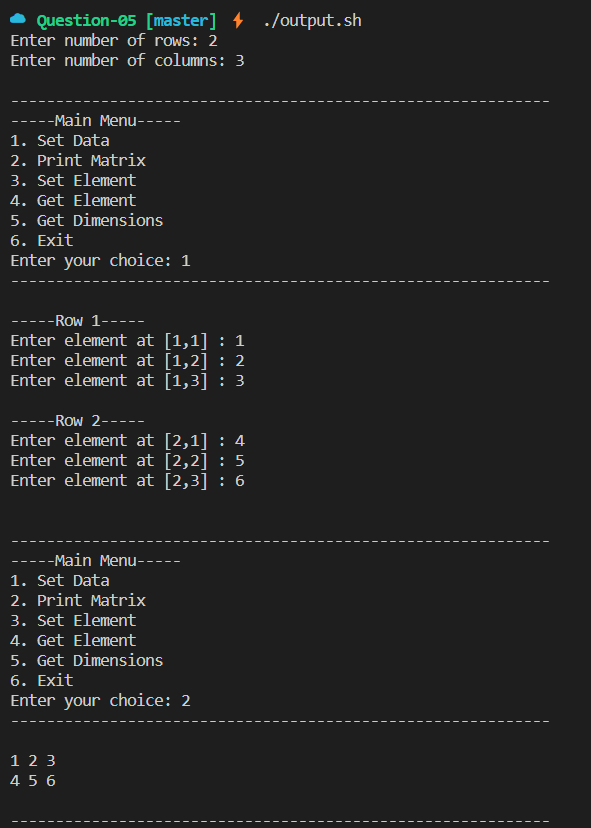 Question-05 [master] ./output.sh
Enter number of rows: 2
Enter number of columns: 3
------------------------------------------------------------
-----Main Menu-----
1. Set Data
2. Print Matrix
3. Set Element
4. Get Element
5. Get Dimensions
6. Exit
Enter your choice: 1
------------------------------------------------------------
-----Row 1-----
Enter element at [1,1] : 1
Enter element at [1,2] : 2
Enter element at [1,3] : 3
-----Row 2-----
Enter element at [2,1] : 4
Enter element at [2,2] : 5
Enter element at [2,3] : 6
------------------------------------------------------------
-----Main Menu-----
1. Set Data
2. Print Matrix
3. Set Element
4. Get Element
5. Get Dimensions
6. Exit
Enter your choice: 2
------------------------------------------------------------
1 2 3
4 5 6
------------------------------------------------------------